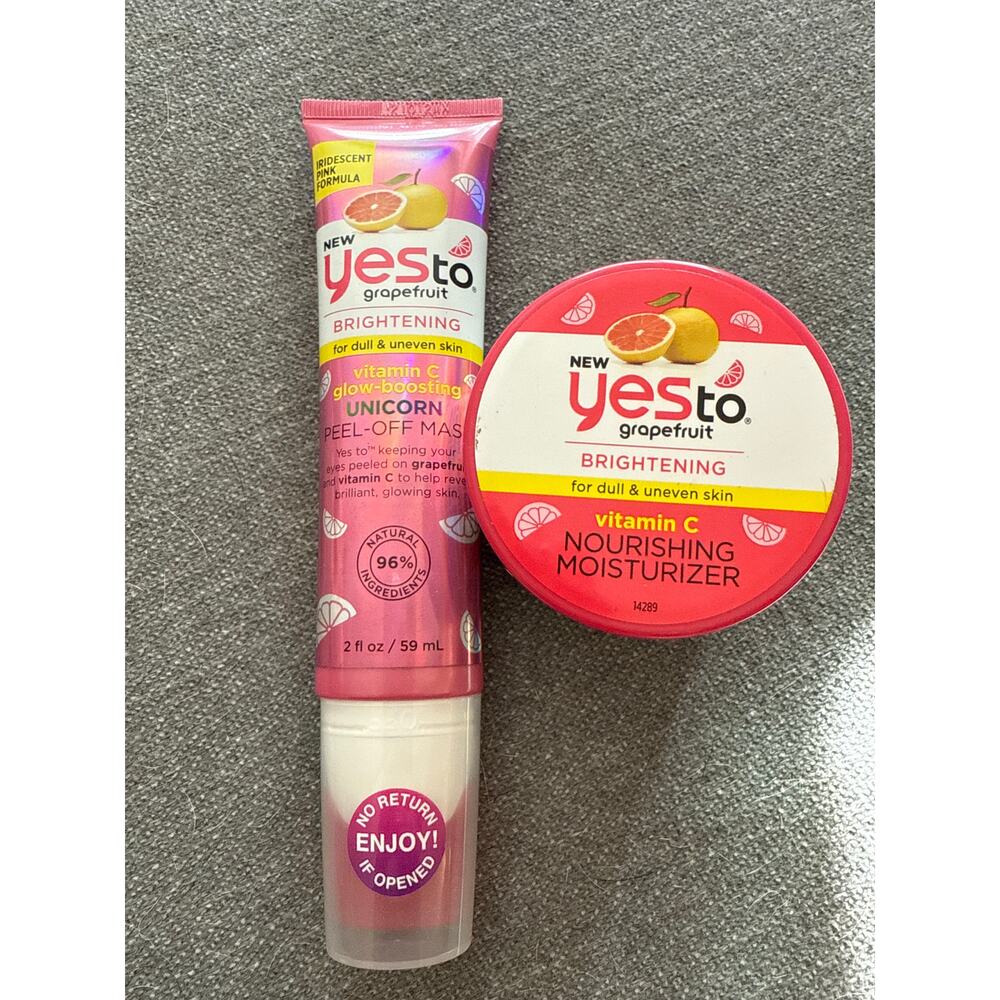 IRIDESCENT
PINK
FORMULA
NEW
yes to®
grapefruit
BRIGHTENING
for dull & uneven skin
vitamin C
glow-boosting
UNICORN
PEEL-OFF MAS
Yes to™ keeping your
eyes peeled on grapefru
and vitamin C to help reve
brilliant, glowing skin.
NATURAL
96%
INGREDIENTS
2 fl oz / 59 mL
NO RETURN
ENJOY!
IF OPENED
NEW
yes to®
grapefruit
BRIGHTENING
for dull & uneven skin
vitamin C
NOURISHING
MOISTURIZER
14289